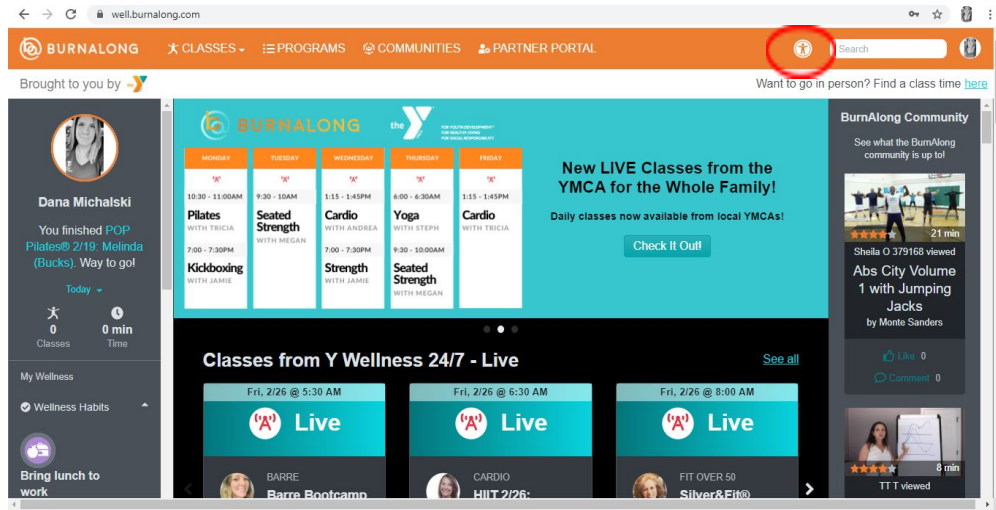 well.burnalong.com
BURNALONG
CLASSES
PROGRAMS
COMMUNITIES
PARTNER PORTAL
Search
Brought to you by
Want to go in person? Find a class time here
Dana Michalski
You finished POP
Pilates® 2/19: Melinda
(Bucks). Way to go!
Today
0
Classes
0 min
Time
My Wellness
Wellness Habits
Bring lunch to
work
BURNALONG
the
FOR YOUTH DEVELOPMENT®
FOR HEALTHY LIVING
FOR SOCIAL RESPONSIBILITY
MONDAY
10:30 - 11:00AM
Pilates
WITH TRICIA
7:00 - 7:30PM
Kickboxing
WITH JAMIE
TUESDAY
9:30 - 10AM
Seated
Strength
WITH MEGAN
WEDNESDAY
1:15 - 1:45PM
Cardio
WITH ANDREA
7:00 - 7:30PM
Strength
WITH JAMIE
THURSDAY
6:00 - 6:30AM
Yoga
WITH STEPH
9:30 - 10:00AM
Seated
Strength
WITH MEGAN
FRIDAY
1:15 - 1:45PM
Cardio
WITH TRICIA
New LIVE Classes from the
YMCA for the Whole Family!
Daily classes now available from local YMCAs!
Check It Out!
Classes from Y Wellness 24/7 - Live
See all
Fri, 2/26 @ 5:30 AM
Live
BARRE
Barre Bootcamp
Fri, 2/26 @ 6:30 AM
Live
CARDIO
HIIT 2/26:
Fri, 2/26 @ 8:00 AM
Live
FIT OVER 50
Silver&Fit®
BurnAlong Community
See what the BurnAlong
community is up to!
21 min
Sheila O 379168 viewed
Abs City Volume
1 with Jumping
Jacks
by Monte Sanders
Like 0
Comment 0
8 min
TT T viewed